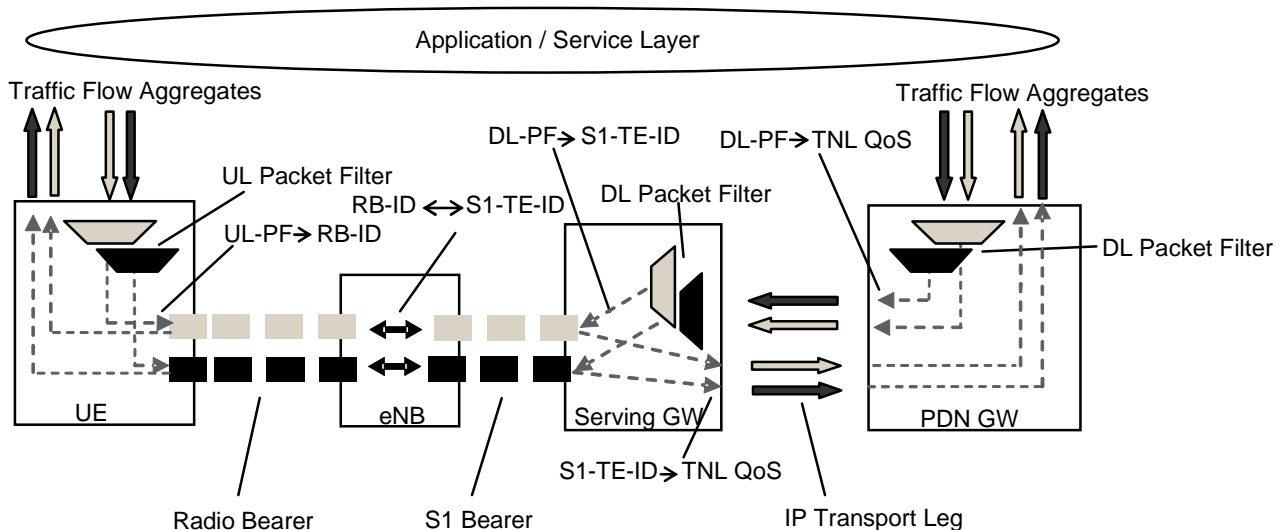 Application / Service Layer
Traffic Flow Aggregates
Traffic Flow Aggregates
DL-PF→S1-TE-ID
DL-PF→TNL QoS
UL Packet Filter
DL Packet Filter
RB-ID ↔ S1-TE-ID
UL-PF→RB-ID
DL Packet Filter
UE
eNB
Serving GW
PDN GW
S1-TE-ID→TNL QoS
Radio Bearer
S1 Bearer
IP Transport Leg